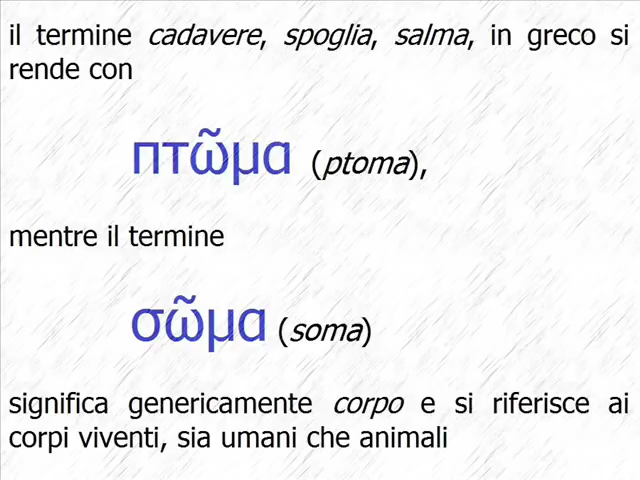 il termine cadavere, spoglia, salma, in greco si
rende con
πτῶμα (ptoma),
mentre il termine
σῶμα (soma)
significa genericamente corpo e si riferisce ai
corpi viventi, sia umani che animali